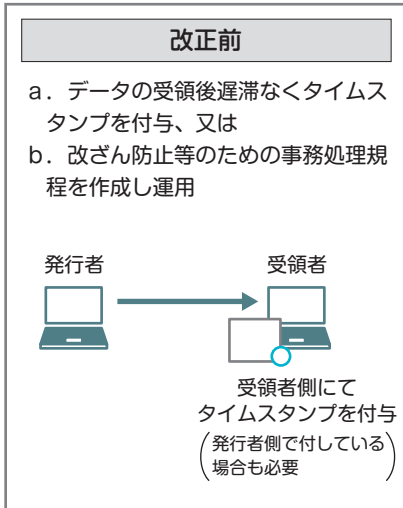 改正前
a．データの受領後遅滞なくタイムス
タンプを付与、又は
b．改ざん防止等のための事務処理規
程を作成し運用
発行者
受領者
受領者側にて
タイムスタンプを付与
(発行者側で付している
場合も必要)